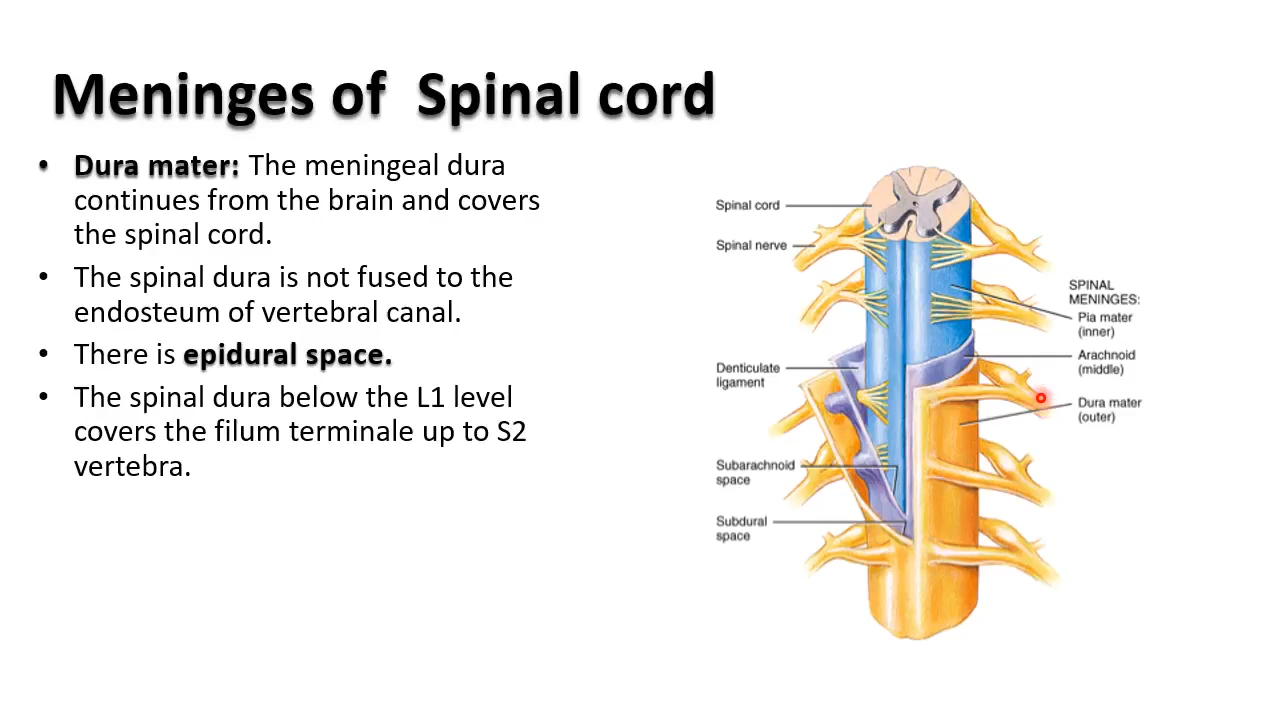 Meninges of Spinal cord
• Dura mater: The meningeal dura
continues from the brain and covers
the spinal cord.
• The spinal dura is not fused to the
endosteum of vertebral canal.
• There is epidural space.
• The spinal dura below the L1 level
covers the filum terminale up to S2
vertebra.
Spinal cord
Spinal nerve
Denticulate
ligament
Subarachnoid
space
Subdural
space
SPINAL
MENINGES:
Pia mater
(inner)
Arachnoid
(middle)
Dura mater
(outer)